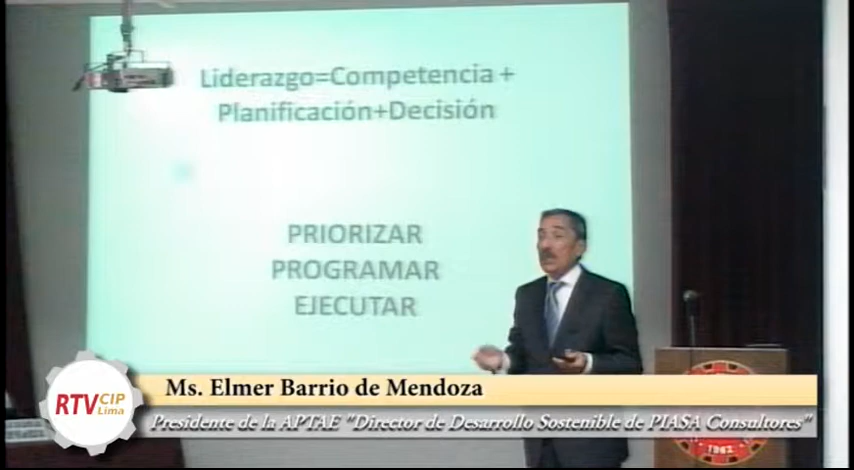 Liderazgo=Competencia +
Planificación+Decisión
PRIORIZAR
PROGRAMAR
EJECUTAR
RTV CIP Lima
Ms. Elmer Barrio de Mendoza
Presidente de la APTAE "Director de Desarrollo Sostenible de PIASA Consultores"
1962